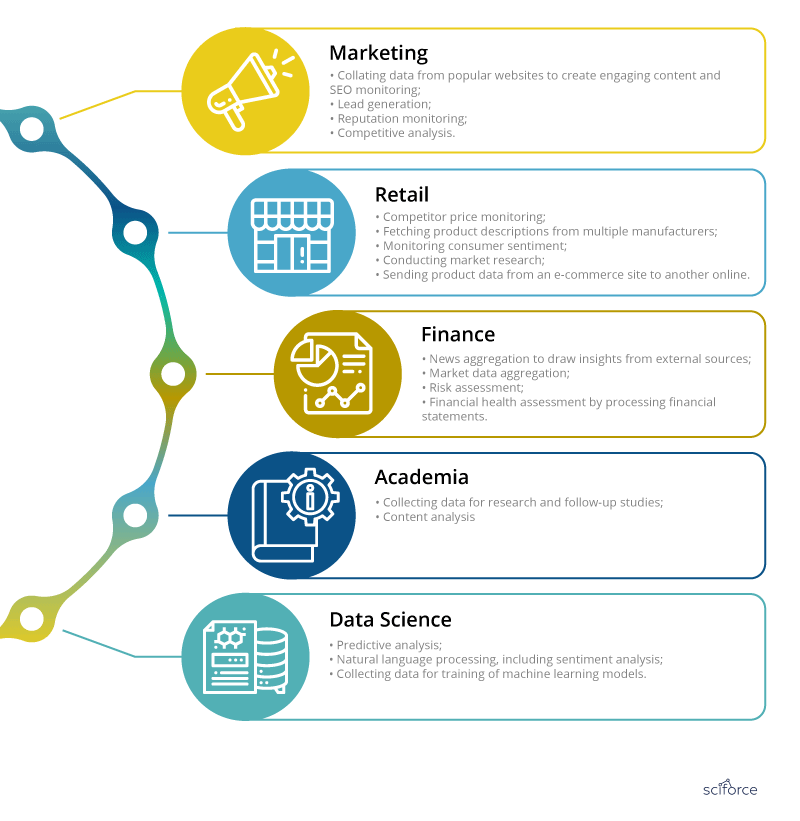 Marketing
• Collating data from popular websites to create engaging content and
SEO monitoring;
• Lead generation;
• Reputation monitoring;
• Competitive analysis.
Retail
• Competitor price monitoring;
• Fetching product descriptions from multiple manufacturers;
• Monitoring consumer sentiment;
• Conducting market research;
• Sending product data from an e-commerce site to another online.
Finance
• News aggregation to draw insights from external sources;
• Market data aggregation;
• Risk assessment;
• Financial health assessment by processing financial
statements.
Academia
• Collecting data for research and follow-up studies;
• Content analysis
Data Science
• Predictive analysis;
• Natural language processing, including sentiment analysis;
• Collecting data for training of machine learning models.
sciforce